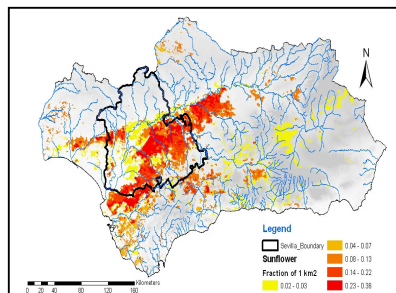 N
Legend
Sevilla_Boundary
Sunflower
Fraction of 1 km2
0.02 - 0.03
0.04 - 0.07
0.08 - 0.13
0.14 - 0.22
0.23 - 0.36
Kilometers
0 20 40 80 120 160